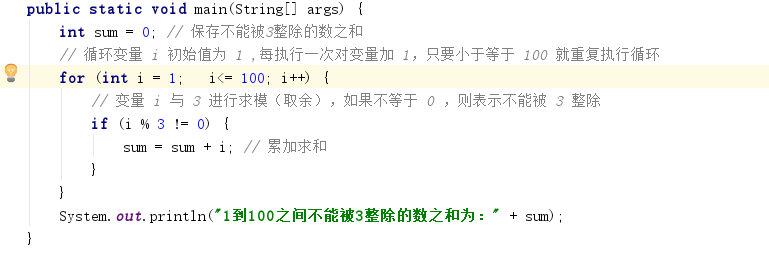 public static void main(String[] args) {
int sum = 0; // 保存不能被3整除的数之和
// 循环变量 i 初始值为 1 ,每执行一次对变量加 1，只要小于等于 100 就重复执行循环
for (int i = 1;   i<= 100; i++) {
// 变量 i 与 3 进行求模（取余），如果不等于 0 ，则表示不能被 3 整除
if (i % 3 != 0) {
sum = sum + i; // 累加求和
}
}
System.out.println("1到100之间不能被3整除的数之和为：" + sum);
}